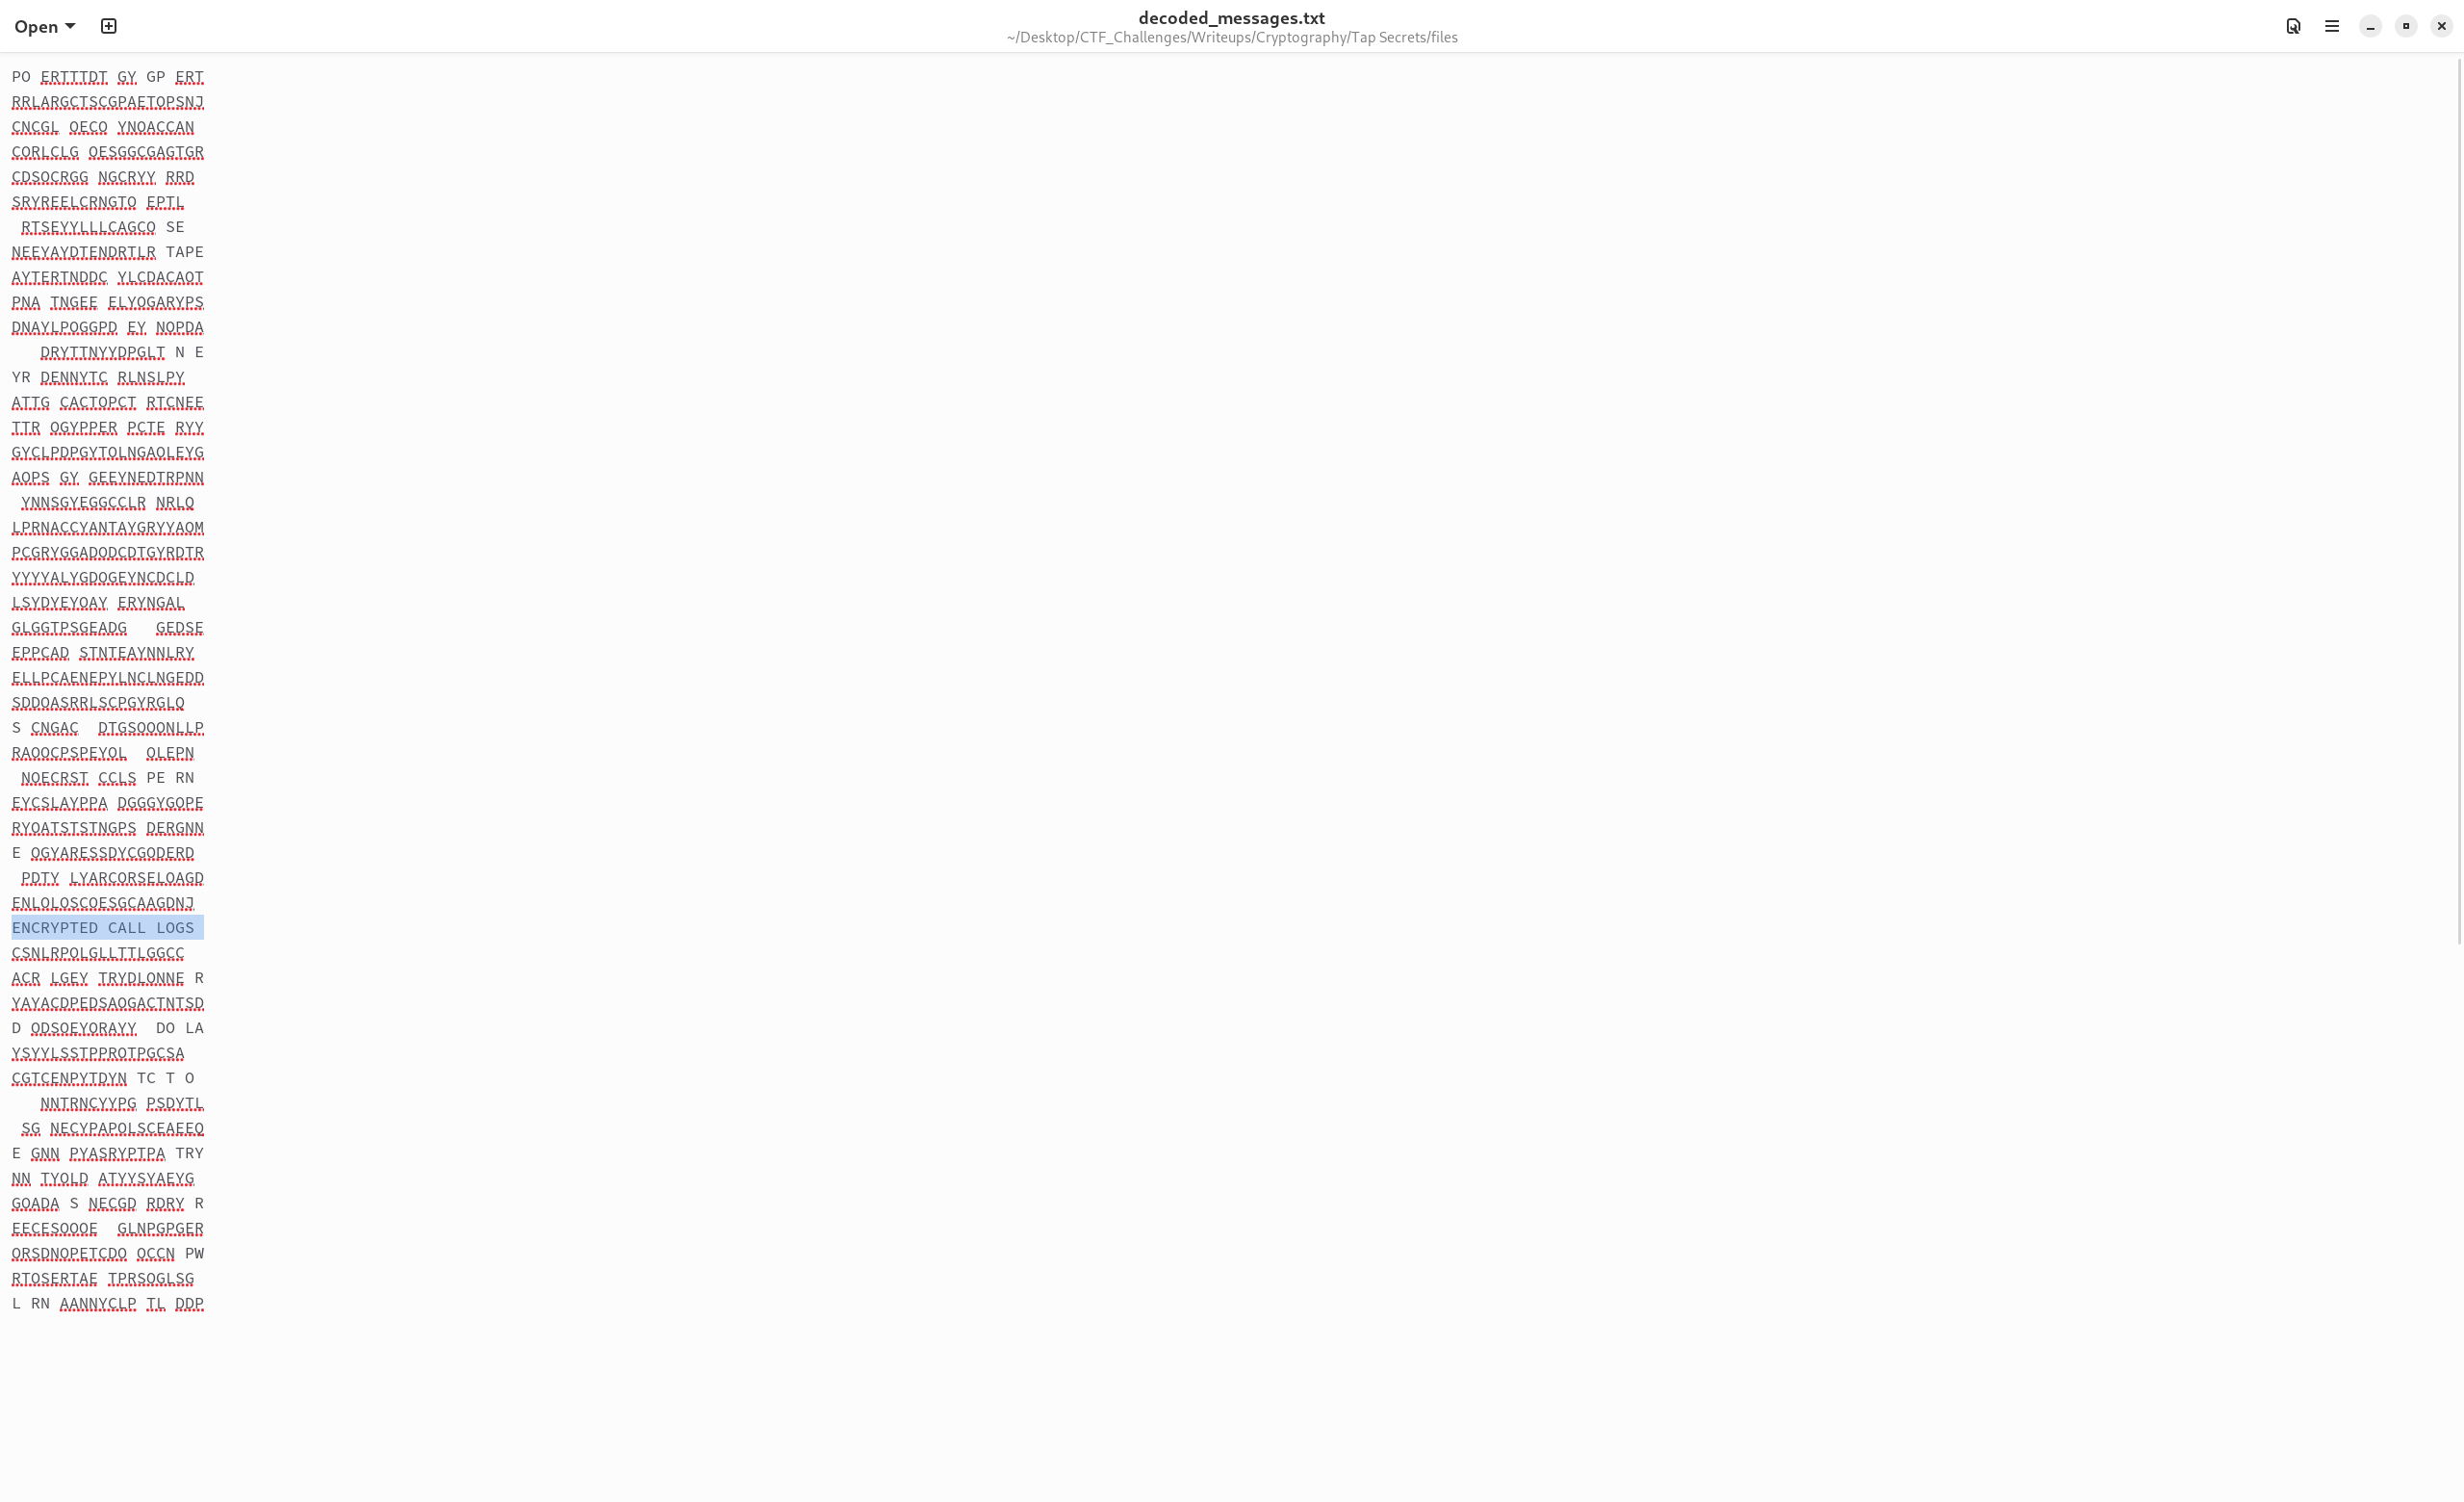 Open
decoded_messages.txt
~/Desktop/CTF_Challenges/Writeups/Cryptography/Tap Secrets/files
PO ERTTTDT GY GP ERT
RRLARGCTSCGPAETOPSNJ
CNCGL OECO YNOACCAN
CORLCLG OESGGCGAGTGR
CDSOCRGG NGCRYY RRD
SRYREELCRNGTO EPTL
 RTSEYYLLLCAGCO SE
NEEYAYDTENDRTLR TAPE
AYTERTNDDC YLCDACAOT
PNA TNGEE ELYOGARYPS
DNAYLPOGGPD EY NOPDA
   DRYTTNYYDPGLT N E
YR DENNYTC RLNSLPY
ATTG CACTOPCT RTCNEE
TTR OGYPPER PCTE RYY
GYCLPDPGYTOLNGAOLEYG
AOPS GY GEEYNEDTRPNN
 YNNSGYEGGCCLR NRLQ
LPRNACCYANTAYGRYYAOM
PCGRYGGADODCDTGYRDTR
YYYYALYGDOGEYNCDCLD
LSYDYEYOAY ERYNGAL
GLGGTPSGEADG   GEDSE
EPPCAD STNTEAYNNLRY
ELLPCAENEPYLNCLNGEDD
SDDOASRRLSCPGYRGLQ
S CNGAC  DTGSOOONLLP
RAOOCPSPEYOL  OLEPN
 NOECRST CCLS PE RN
EYCSLAYPPA DGGGYGOPE
RYOATSTSTNGPS DERGNN
E OGYARESSDYCGODERD
 PDTY LYARCORSELOAGD
ENLOLOSCOESGCAAGDNJ
ENCRYPTED CALL LOGS
CSNLRPOLGLLTTLGGCC
ACR LGEY TRYDLONNE R
YAYACDPEDSAOGACTNTSD
D ODSOEYORAYY  DO LA
YSYYLSSTPPROTPGCSA
CGTCENPYTDYN TC T O
   NNTRNCYYPG PSDYTL
 SG NECYPAPOLSCEAEEQ
E GNN PYASRYPTPA TRY
NN TYOLD ATYYSYAEYG
GOADA S NECGD RDRY R
EECESOOOE  GLNPGPGER
ORSDNOPETCDO OCCN PW
RTOSERTAE TPRSOGLSG
L RN AANNYCLP TL DDP